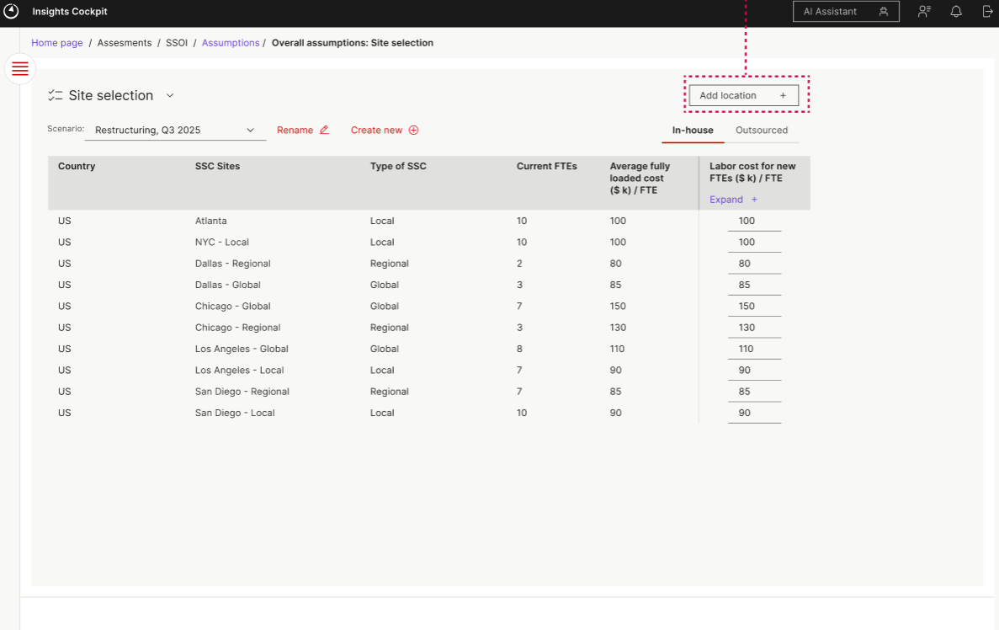 Insights Cockpit
AI Assistant
Home page / Assesments / SSOI / Assumptions / Overall assumptions: Site selection
Site selection
Add location +
Scenario: Restructuring, Q3 2025
Rename
Create new
In-house
Outsourced
Country
SSC Sites
Type of SSC
Current FTEs
Average fully
loaded cost
($ k) / FTE
Labor cost for new
FTEs ($ k) / FTE
Expand +
US Atlanta Local 10 100 100
US NYC - Local Local 10 100 100
US Dallas - Regional Regional 2 80 80
US Dallas - Global Global 3 85 85
US Chicago - Global Global 7 150 150
US Chicago - Regional Regional 3 130 130
US Los Angeles - Global Global 8 110 110
US Los Angeles - Local Local 7 90 90
US San Diego - Regional Regional 7 85 85
US San Diego - Local Local 10 90 90